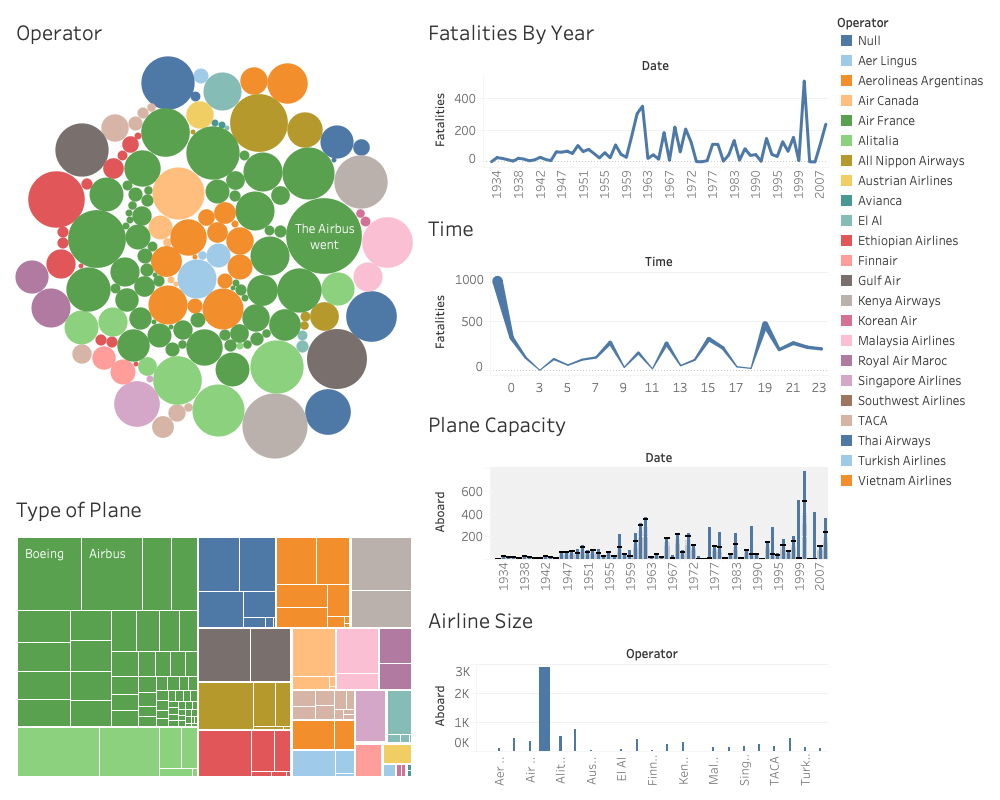 Operator
The Airbus
went
Type of Plane
Boeing
Airbus
Fatalities By Year
Date
Fatalities
400
200
0
1934
1938
1942
1947
1951
1955
1959
1963
1967
1972
1977
1983
1990
1995
1999
2007
Time
Time
Fatalities
1000
500
0
0 3 5 7 9 11 13 15 17 19 21 23
Plane Capacity
Date
Aboard
600
400
200
1934
1938
1942
1947
1951
1955
1959
1963
1967
1972
1977
1983
1990
1995
1999
2007
Airline Size
Operator
Aboard
3K
2K
1K
0K
Aer ..
Air ..
Alit..
Aus..
El Al
Finn..
Ken..
Mal..
Sing..
TACA
Turk..
Operator
Null
Aer Lingus
Aerolineas Argentinas
Air Canada
Air France
Alitalia
All Nippon Airways
Austrian Airlines
Avianca
El Al
Ethiopian Airlines
Finnair
Gulf Air
Kenya Airways
Korean Air
Malaysia Airlines
Royal Air Maroc
Singapore Airlines
Southwest Airlines
TACA
Thai Airways
Turkish Airlines
Vietnam Airlines